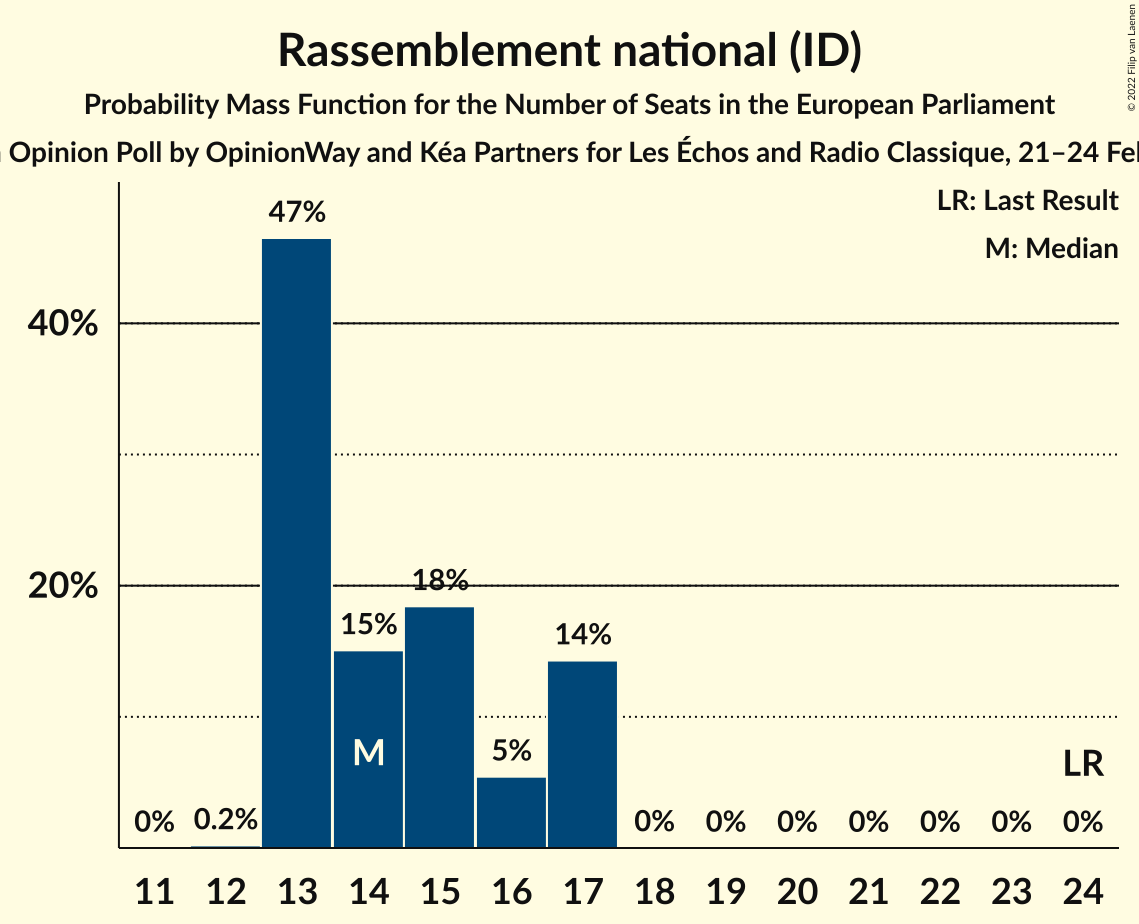 Rassemblement national (ID)
Probability Mass Function for the Number of Seats in the European Parliament
Opinion Poll by OpinionWay and Kéa Partners for Les Échos and Radio Classique, 21–24
© 2022 Filip van Laenen
LR: Last Result
M: Median
47%
40%
18%
20%
15%
14%
M
5%
LR
0% 0.2% 0% 0% 0% 0% 0% 0% 0%
11 12 13 14 15 16 17 18 19 20 21 22 23 24